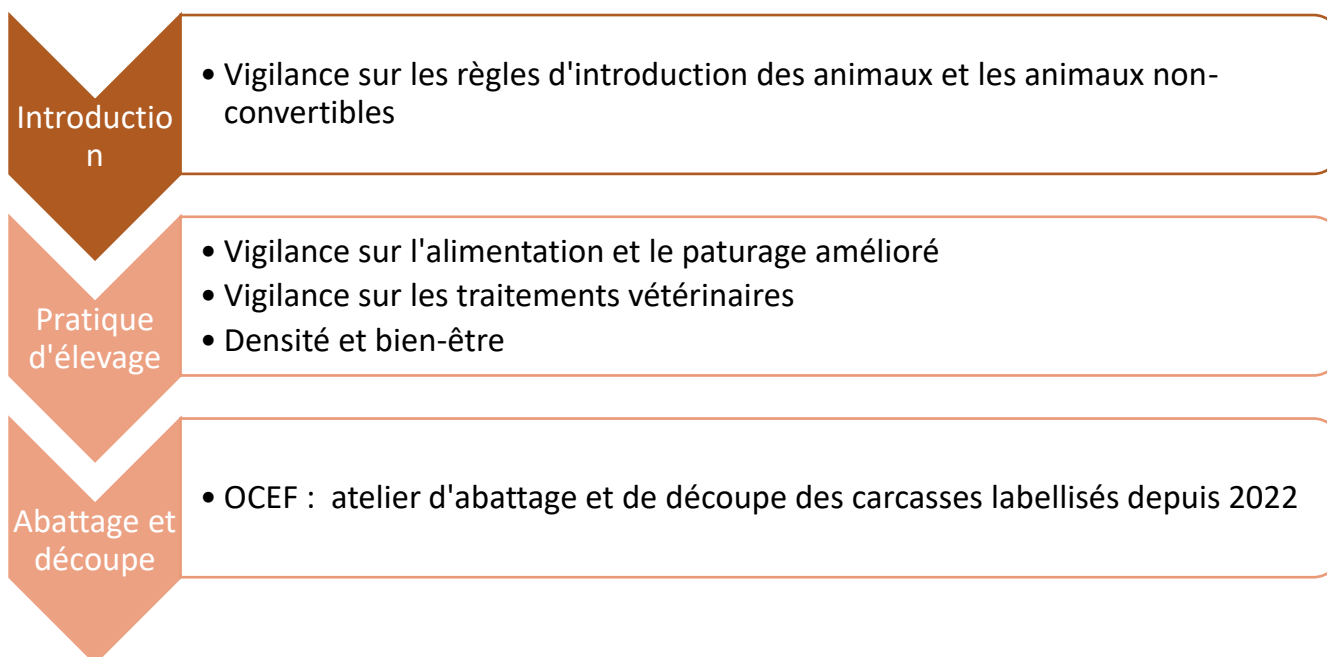 Introductio
n
• Vigilance sur les règles d'introduction des animaux et les animaux non-
convertibles
Pratique
d'élevage
• Vigilance sur l'alimentation et le paturage amélioré
• Vigilance sur les traitements vétérinaires
• Densité et bien-être
Abattage et
découpe
• OCEF :  atelier d'abattage et de découpe des carcasses labellisés depuis 2022